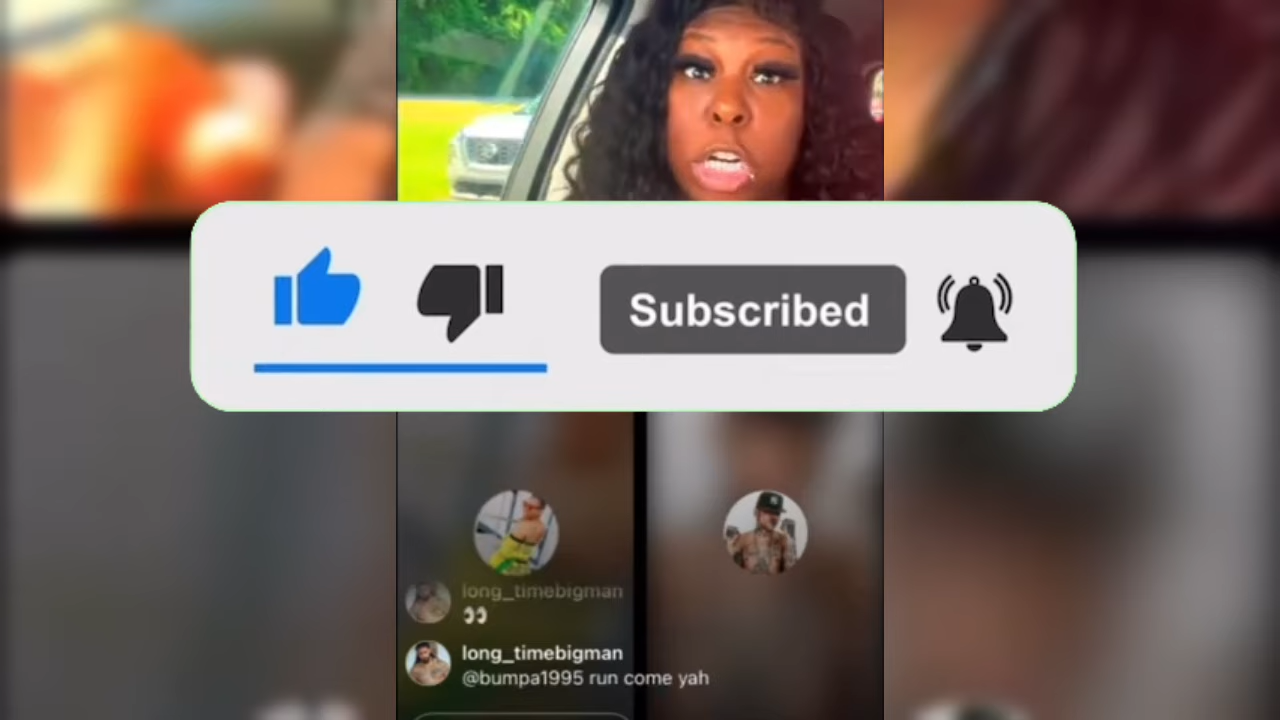 Subscribed
long_timebigman
👀
long_timebigman
@bumpa1995 run come yah